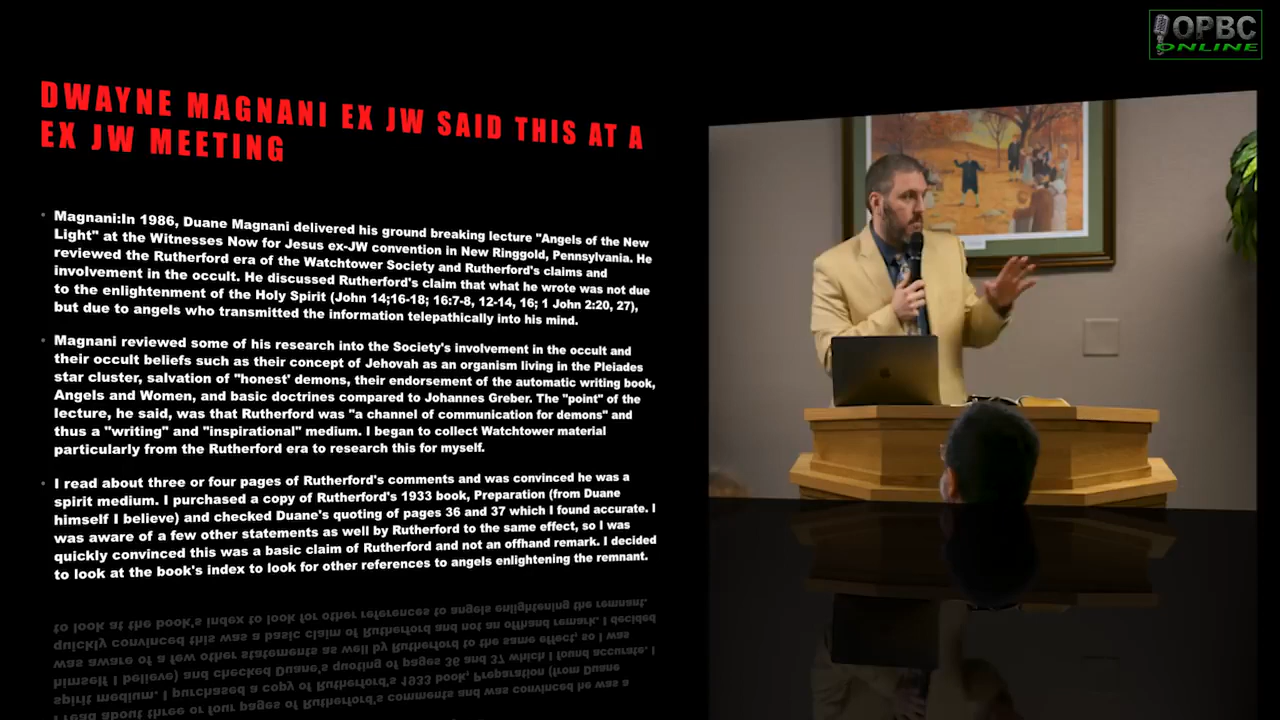 OPBC
ONLINE
DWAYNE MAGNANI EX JW SAID THIS AT A
EX JW MEETING
• Magnani:In 1986, Duane Magnani delivered his ground breaking lecture "Angels of the New
Light" at the Witnesses Now for Jesus ex-JW convention in New Ringgold, Pennsylvania. He
reviewed the Rutherford era of the Watchtower Society and Rutherford's claims and
involvement in the occult. He discussed Rutherford's claim that what he wrote was not due
to the enlightenment of the Holy Spirit (John 14;16-18; 16:7-8, 12-14, 16; 1 John 2:20, 27),
but due to angels who transmitted the information telepathically into his mind.
• Magnani reviewed some of his research into the Society's involvement in the occult and
their occult beliefs such as their concept of Jehovah as an organism living in the Pleiades
star cluster, salvation of "honest' demons, their endorsement of the automatic writing book,
Angels and Women, and basic doctrines compared to Johannes Greber. The "point" of the
lecture, he said, was that Rutherford was "a channel of communication for demons" and
thus a "writing" and "inspirational" medium. I began to collect Watchtower material
particularly from the Rutherford era to research this for myself.
• I read about three or four pages of Rutherford's comments and was convinced he was a
spirit medium. I purchased a copy of Rutherford's 1933 book, Preparation (from Duane
himself I believe) and checked Duane's quoting of pages 36 and 37 which I found accurate. I
was aware of a few other statements as well by Rutherford to the same effect, so I was
quickly convinced this was a basic claim of Rutherford and not an offhand remark. I decided
to look at the book's index to look for other references to angels enlightening the remnant.